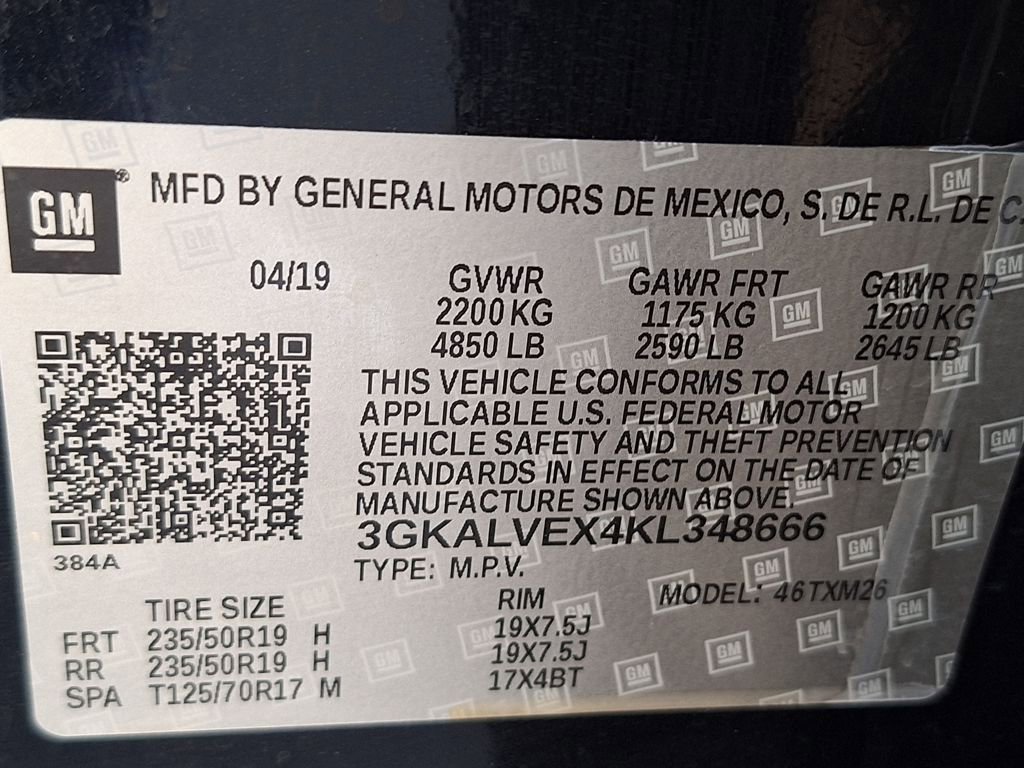 GM® MFD BY GENERAL MOTORS DE MEXICO, S. DE R.L. DE C.
04/19 GVWR GAWR FRT GAWR RR
2200 KG 1175 KG 1200 KG
4850 LB 2590 LB 2645 LB
THIS VEHICLE CONFORMS TO ALL
APPLICABLE U.S. FEDERAL MOTOR
VEHICLE SAFETY AND THEFT PREVENTION
STANDARDS IN EFFECT ON THE DATE OF
MANUFACTURE SHOWN ABOVE.
3GKALVEX4KL348666
384A TYPE: M.P.V. MODEL: 46TXM26
TIRE SIZE RIM
FRT 235/50R19 H 19X7.5J
RR 235/50R19 H 19X7.5J
SPA T125/70R17 M 17X4BT